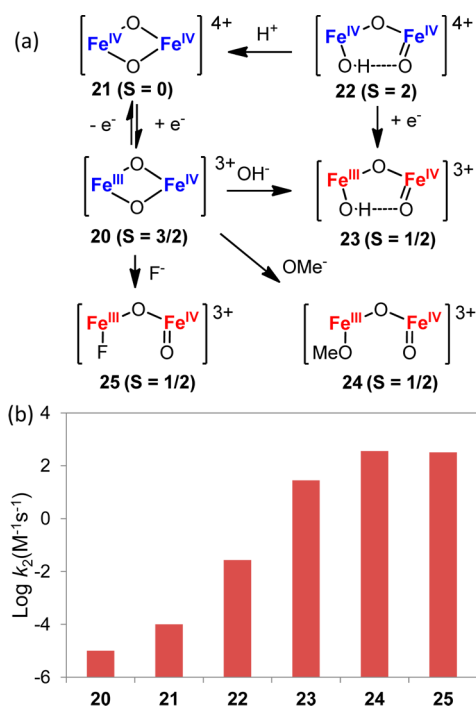 (a)
O 4+ O 4+
Fe^IV Fe^IV H^+ Fe^IV Fe^IV
O O·H----O
21 (S = 0) 22 (S = 2)
- e^- + e^- + e^-
O 3+ O 3+
Fe^III Fe^IV OH^- Fe^III Fe^IV
O O·H----O
20 (S = 3/2) 23 (S = 1/2)
F^- OMe^-
O 3+ O 3+
Fe^III Fe^IV Fe^III Fe^IV
F O MeO O
25 (S = 1/2) 24 (S = 1/2)
(b)
4
2
0
-2
-4
-6
Log k_2(M^-1s^-1)
20 21 22 23 24 25